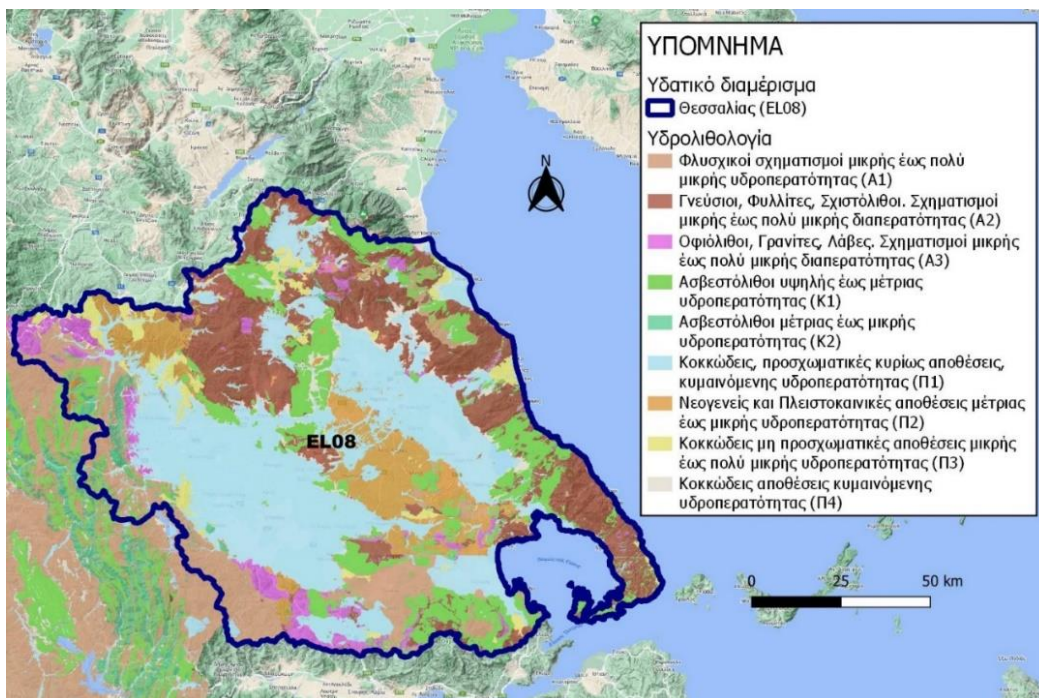 ΥΠΟΜΝΗΜΑ
Υδατικό διαμέρισμα
Θεσσαλίας (EL08)
Υδρολιθολογία
Φλυσχικοί σχηματισμοί μικρής έως πολύ
μικρής υδροπερατότητας (Α1)
Γνεύσιοι, Φυλλίτες, Σχιστόλιθοι. Σχηματισμοί
μικρής έως πολύ μικρής διαπερατότητας (Α2)
Οφιόλιθοι, Γρανίτες, Λάβες. Σχηματισμοί μικρής
έως πολύ μικρής διαπερατότητας (Α3)
Ασβεστόλιθοι υψηλής έως μέτριας
υδροπερατότητας (Κ1)
Ασβεστόλιθοι μέτριας έως μικρής
υδροπερατότητας (Κ2)
Κοκκώδεις, προσχωματικές κυρίως αποθέσεις,
κυμαινόμενης υδροπερατότητας (Π1)
Νεογενείς και Πλειστοκαινικές αποθέσεις μέτριας
έως μικρής υδροπερατότητας (Π2)
Κοκκώδεις μη προσχωματικές αποθέσεις μικρής
έως πολύ μικρής υδροπερατότητας (Π3)
Κοκκώδεις αποθέσεις κυμαινόμενης
υδροπερατότητας (Π4)
N
EL08
0 25 50 km